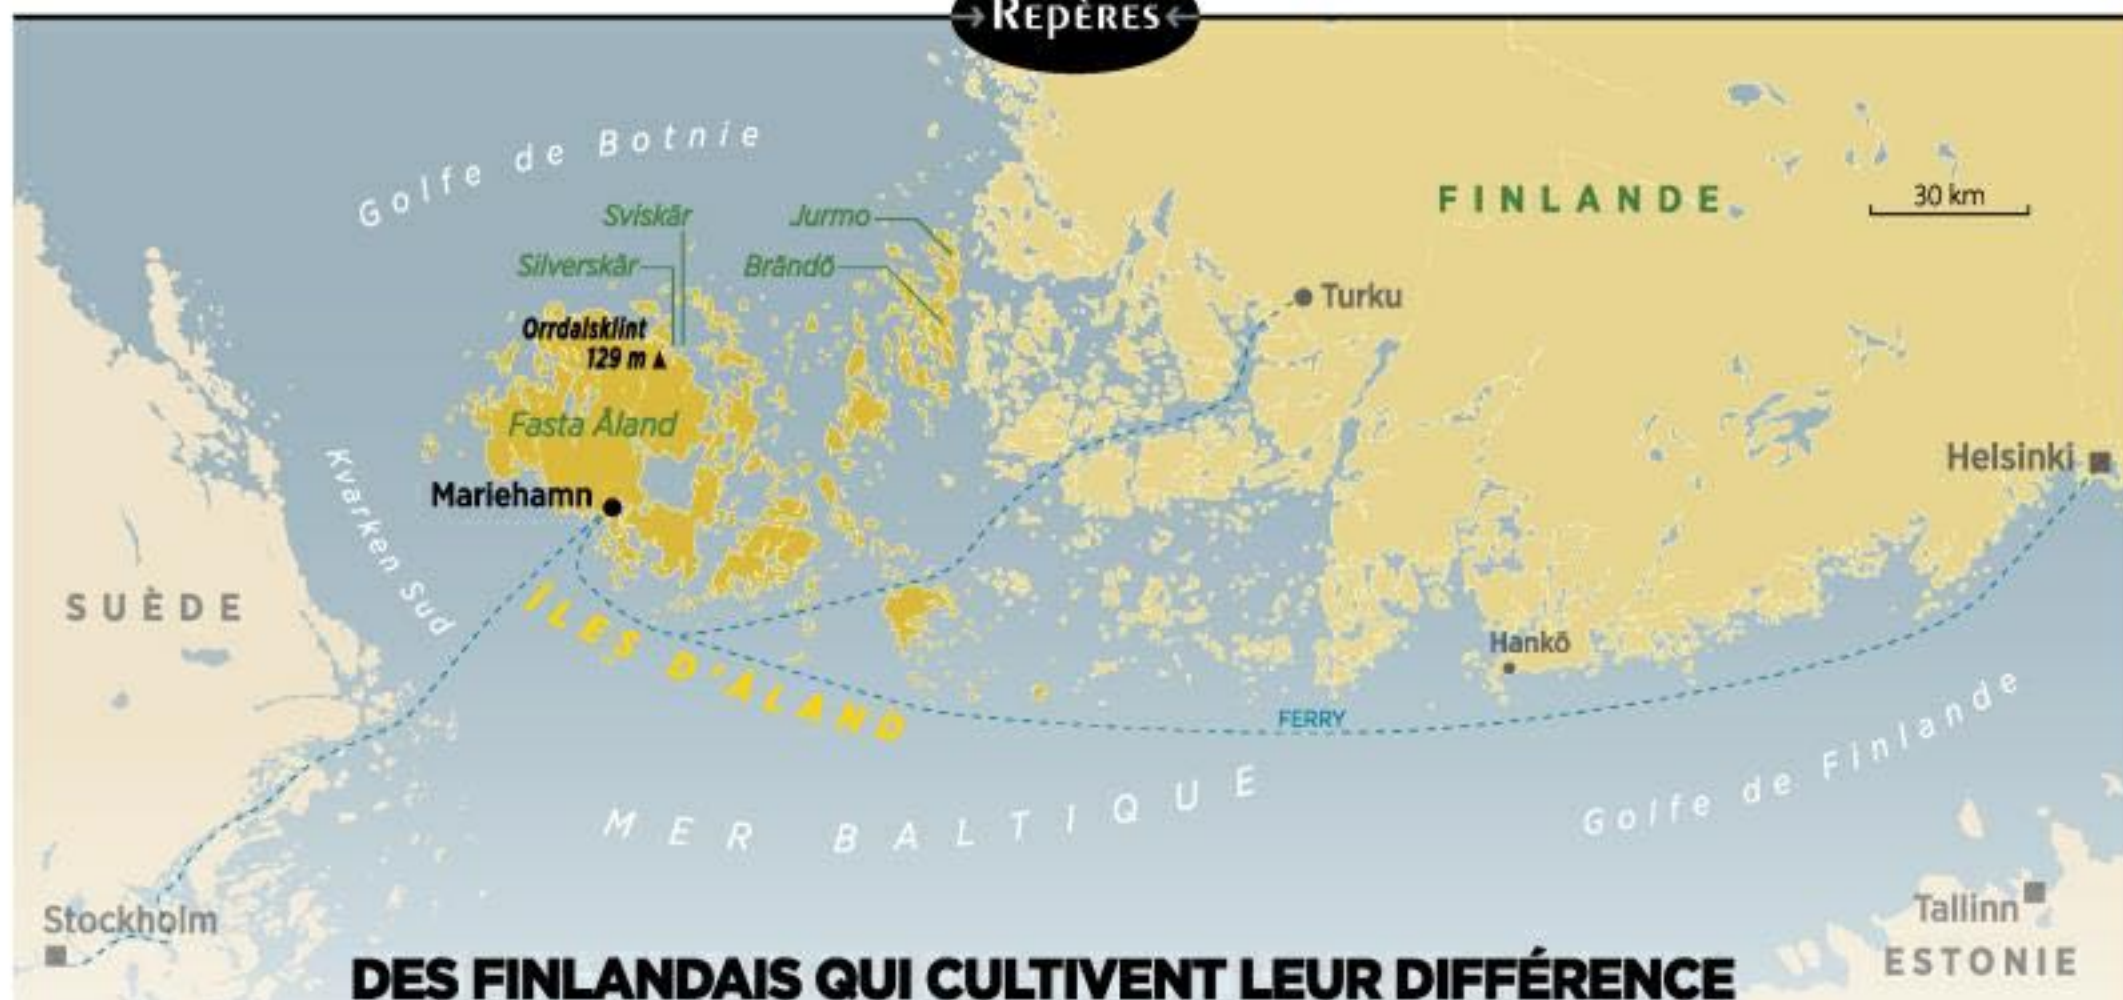 →REPÈRES←
Golfe de Botnie
Sviskär
Jurmo
FINLANDE
30 km
Silverskär
Brändö
Turku
Orrdalsklint
129 m
Fasta Åland
Helsinki
Kvarken Sud
Mariehamn
SUÈDE
ILES D'ÅLAND
Hankö
FERRY
Golfe de Finlande
MER BALTIQUE
Stockholm
Tallinn
ESTONIE
DES FINLANDAIS QUI CULTIVENT LEUR DIFFÉRENCE